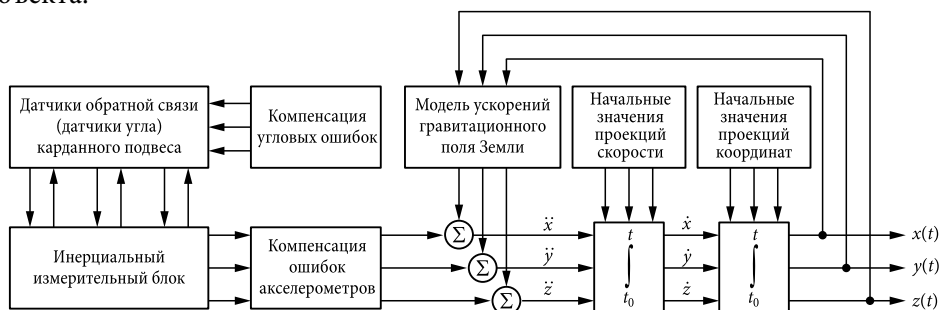 объекта.
Датчики обратной связи
(датчики угла)
карданного подвеса
Компенсация
угловых ошибок
Модель ускорений
гравитационного
поля Земли
Начальные
значения
проекций
скорости
Начальные
значения
проекций
координат
Инерциальный
измерительный блок
Компенсация
ошибок
акселерометров
Σ
Σ
Σ
ẍ
ÿ
z̈
t
∫
t₀
ẋ
ẏ
ż
t
∫
t₀
x(t)
y(t)
z(t)